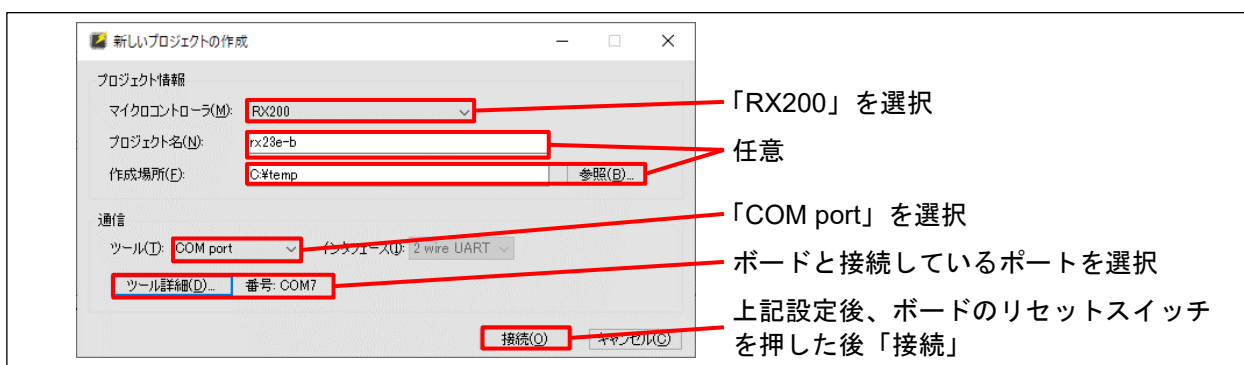 新しいプロジェクトの作成
プロジェクト情報
マイクロコントローラ(M): RX200
「RX200」を選択
プロジェクト名(N): rx23e-b
任意
作成場所(F): C:¥temp 参照(B)...
通信
「COM port」を選択
ツール(T): COM port インタフェース(I): 2 wire UART
ボードと接続しているポートを選択
ツール詳細(D)... 番号: COM7
上記設定後、ボードのリセットスイッチ
を押した後「接続」
接続(O) キャンセル(C)